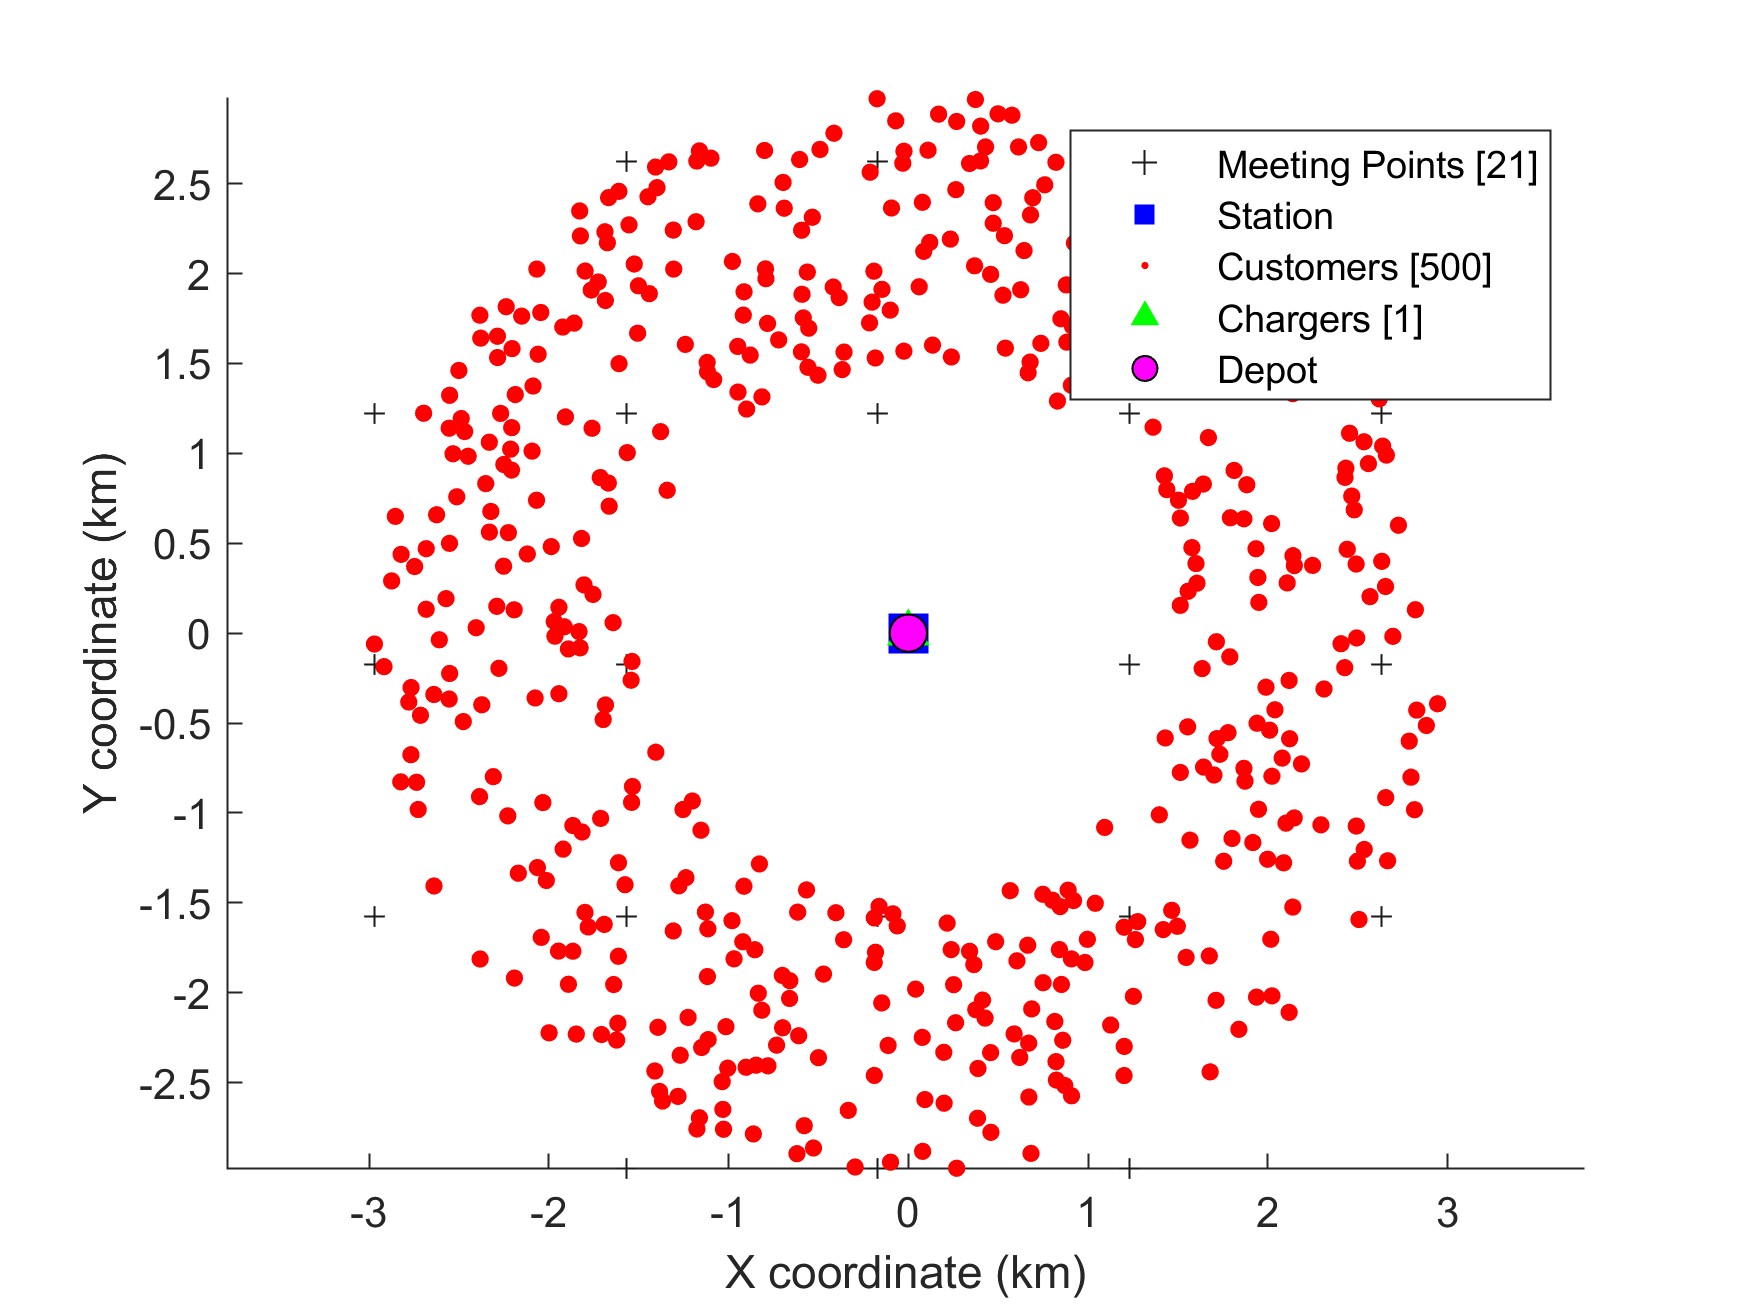 Meeting Points [21]
Station
Customers [500]
Chargers [1]
Depot
2.5
2
1.5
1
0.5
0
-0.5
-1
-1.5
-2
-2.5
Y coordinate (km)
-3 -2 -1 0 1 2 3
X coordinate (km)